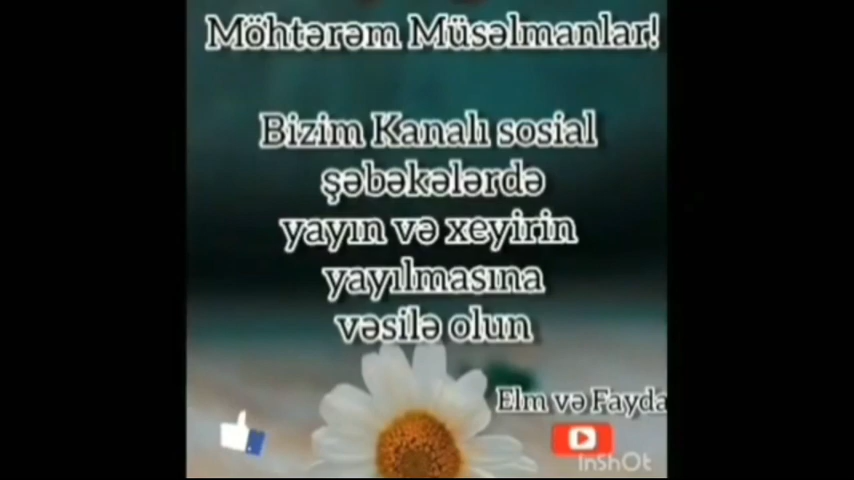 Möhtərəm Müsəlmanlar!
Bizim Kanalı sosial
şəbəkələrdə
yayın və xeyirin
yayılmasına
vəsilə olun
Elm və Fayda
InShOt